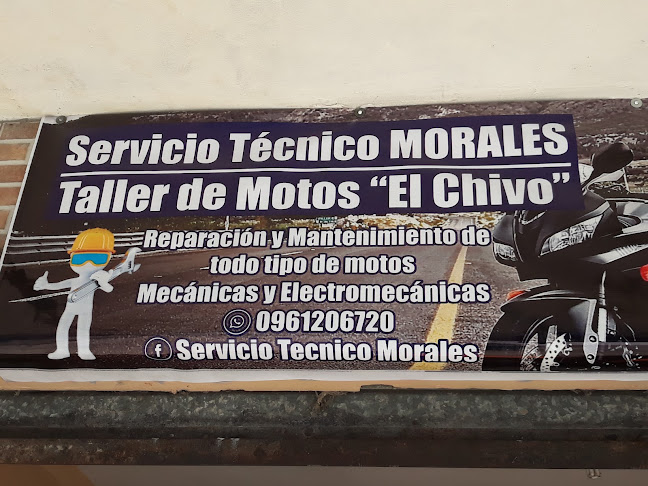 Servicio Técnico MORALES
Taller de Motos "El Chivo"
Reparación y Mantenimiento de
todo tipo de motos
Mecánicas y Electromecánicas
0961206720
Servicio Tecnico Morales